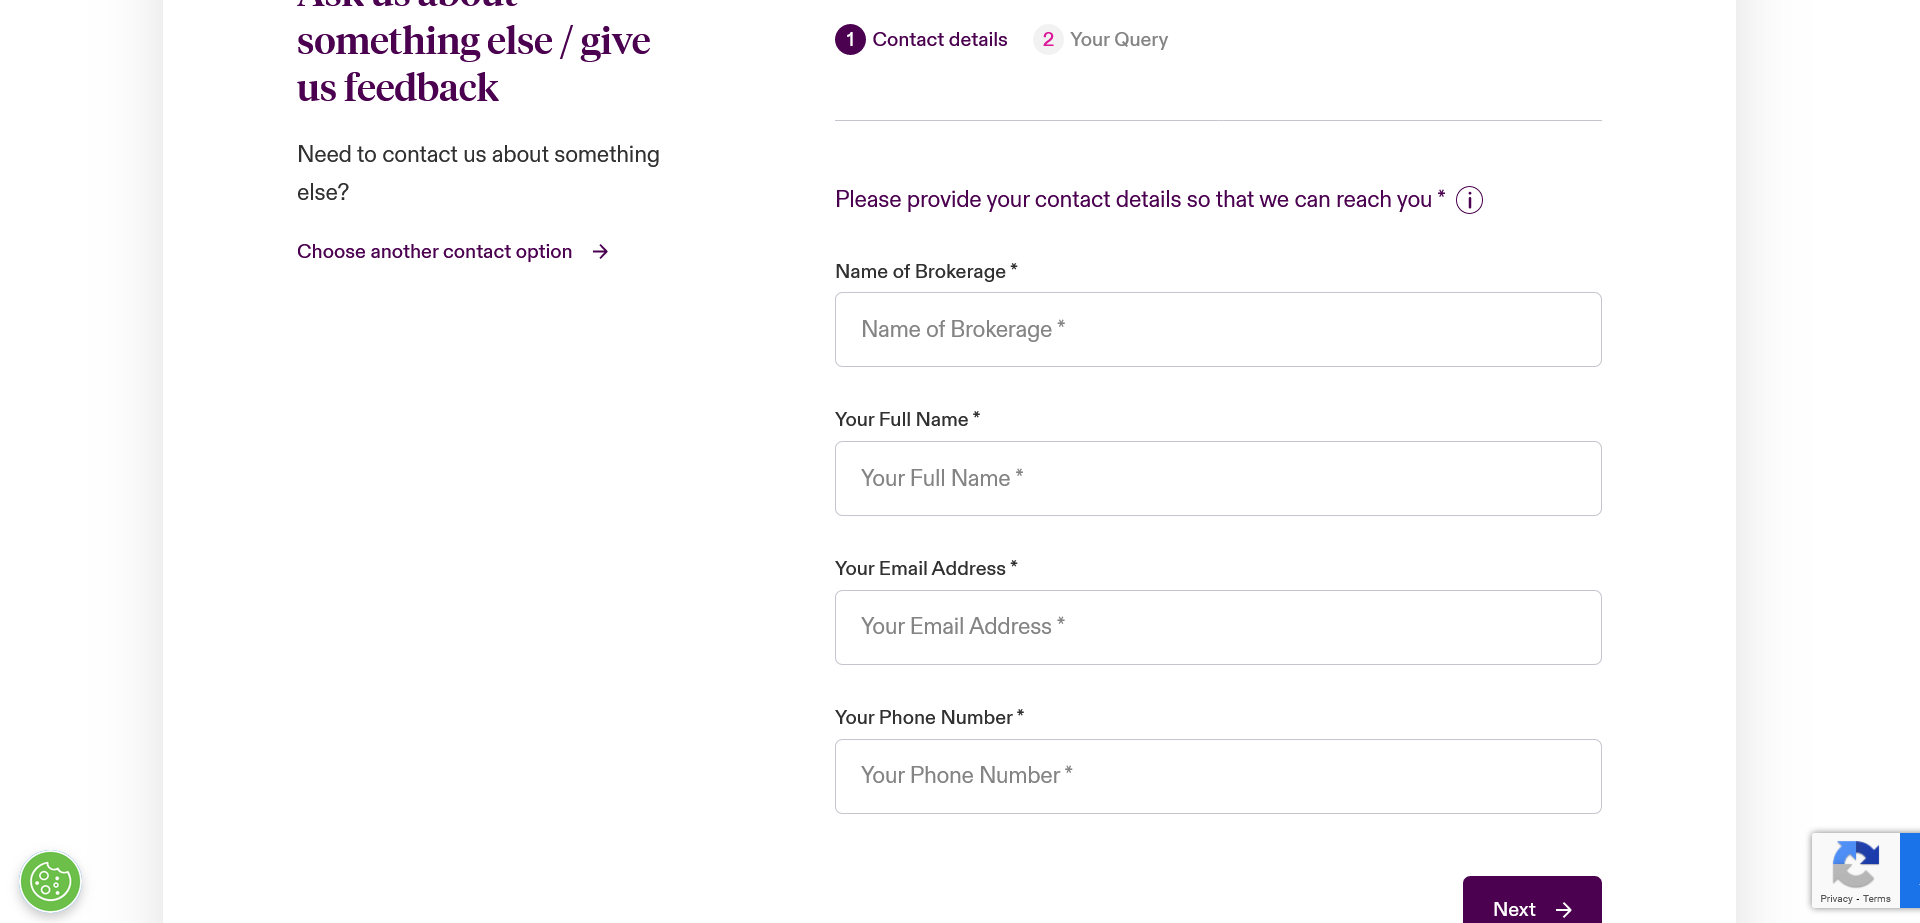 Ask us about
something else / give
us feedback
Need to contact us about something
else?
Choose another contact option
1 Contact details 2 Your Query
Please provide your contact details so that we can reach you * i
Name of Brokerage *
Name of Brokerage *
Your Full Name *
Your Full Name *
Your Email Address *
Your Email Address *
Your Phone Number *
Your Phone Number *
Next
Privacy - Terms